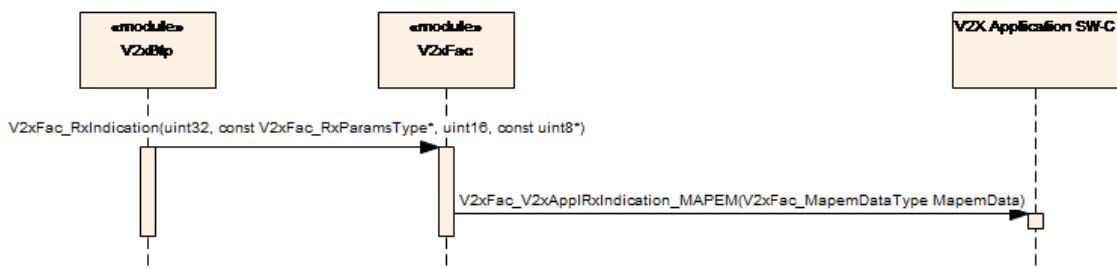 «module»
V2xBtp
«module»
V2xFac
V2X Application SW-C
V2xFac_RxIndication(uint32, const V2xFac_RxParamsType*, uint16, const uint8*)
V2xFac_V2xApplRxIndication_MAPEM(V2xFac_MapemDataType MapemData)